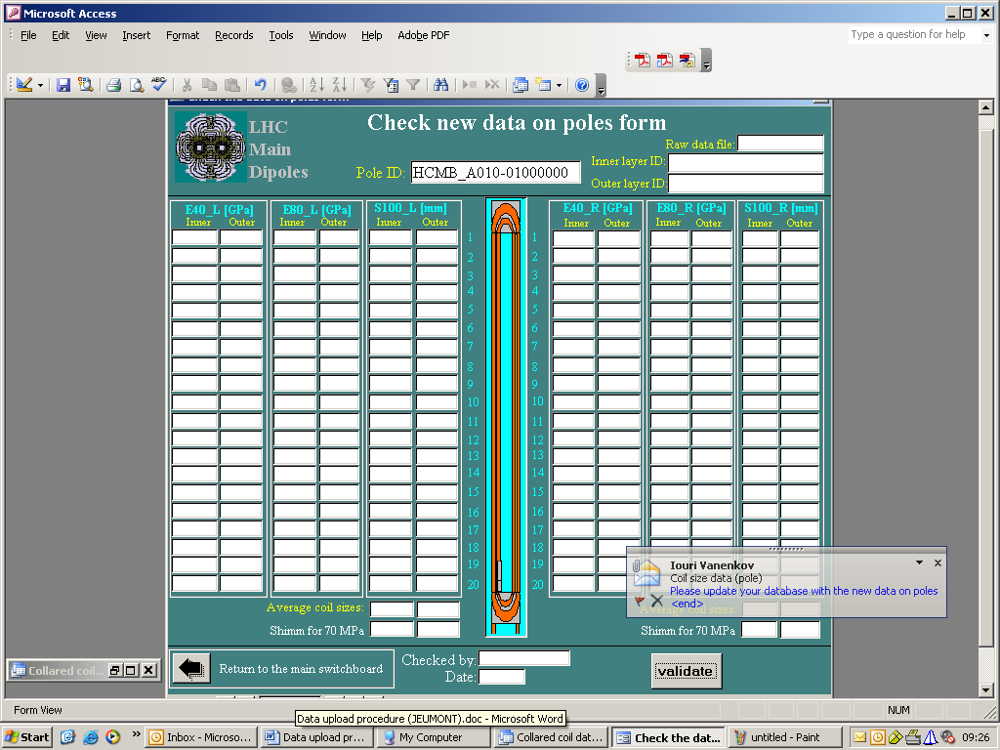 Microsoft Access
File Edit View Insert Format Records Tools Window Help Adobe PDF
Type a question for help
LHC
Main
Dipoles
Check new data on poles form
Pole ID: HCMB_A010-01000000
Raw data file:
Inner layer ID:
Outer layer ID:
E40_L [GPa] E80_L [GPa] S100_L [mm] E40_R [GPa] E80_R [GPa] S100_R [mm]
Inner Outer Inner Outer Inner Outer Inner Outer Inner Outer Inner Outer
1 1
2 2
3 3
4 4
5 5
6 6
7 7
8 8
9 9
10 10
11 11
12 12
13 13
14 14
15 15
16 16
17 17
18 18
19 19
20 20
Iouri Vanenkov
Coil size data (pole)
Please update your database with the new data on poles
<end>
Average coil sizes: Average coil sizes:
Shimm for 70 MPa Shimm for 70 MPa
Collared coil...
Return to the main switchboard
Checked by:
Date:
validate
Form View NUM
Data upload procedure (JEUMONT).doc - Microsoft Word
Start Inbox - Microso... Data upload pr... My Computer Collared coil dat... Check the dat... untitled - Paint 09:26